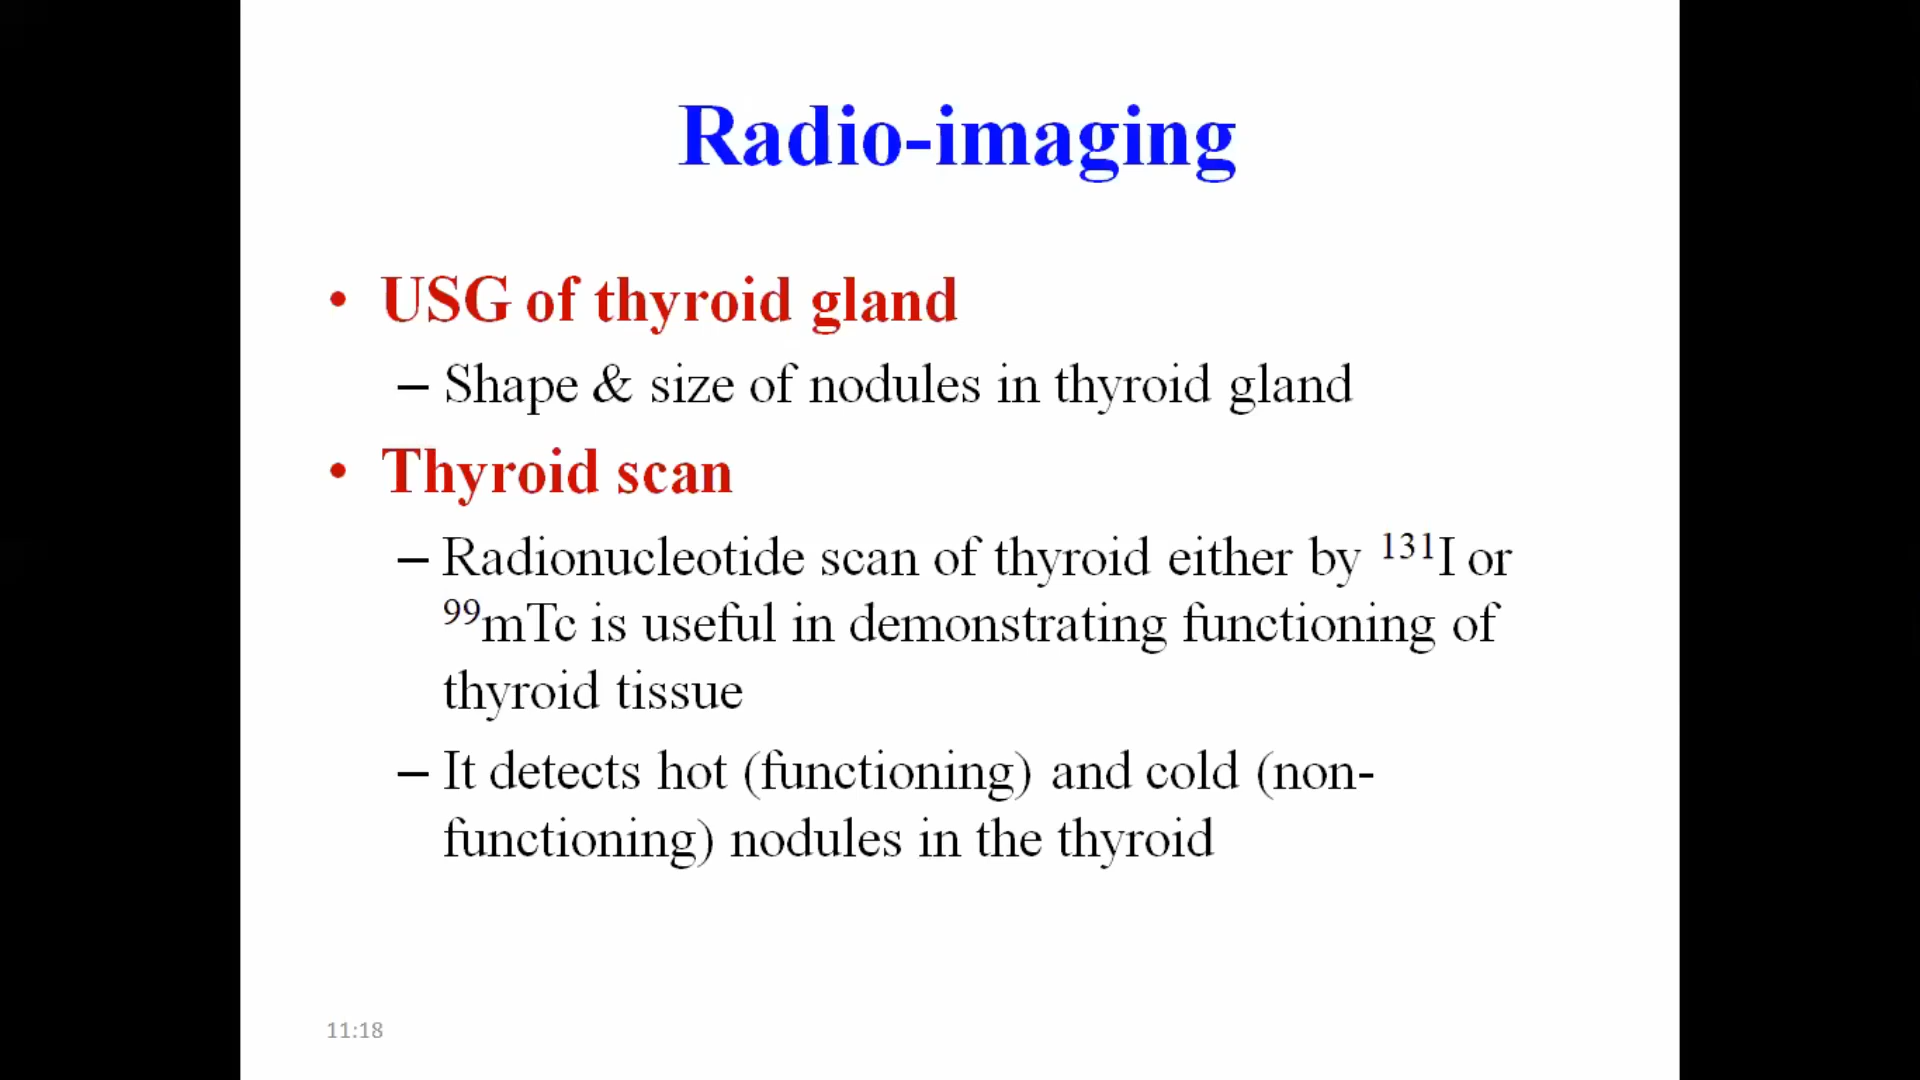 Radio-imaging
• USG of thyroid gland
– Shape & size of nodules in thyroid gland
• Thyroid scan
– Radionucleotide scan of thyroid either by ¹³¹I or
⁹⁹mTc is useful in demonstrating functioning of
thyroid tissue
– It detects hot (functioning) and cold (non-
functioning) nodules in the thyroid
11:18